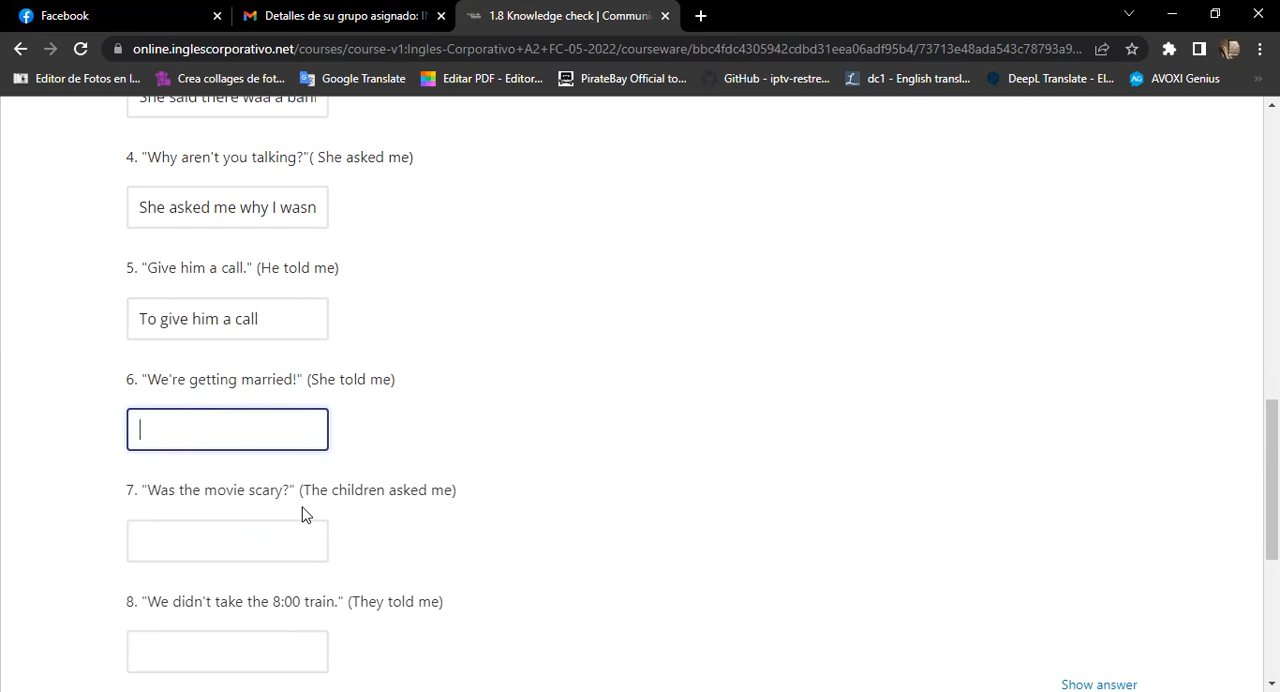 Facebook
Detalles de su grupo asignado: I
1.8 Knowledge check | Communi
online.inglescorporativo.net/courses/course-v1:Ingles-Corporativo+A2+FC-05-2022/courseware/bbc4fdc4305942cdbd31eea06adf95b4/73713e48ada543c78793a9...
Editor de Fotos en l... Crea collages de fot... Google Translate Editar PDF - Editor... PirateBay Official to... GitHub - iptv-restre... dc1 - English transl... DeepL Translate - El... AVOXI Genius »
She said there waa a ban
4. "Why aren't you talking?"( She asked me)
She asked me why I wasn
5. "Give him a call." (He told me)
To give him a call
6. "We're getting married!" (She told me)
7. "Was the movie scary?" (The children asked me)
8. "We didn't take the 8:00 train." (They told me)
Show answer